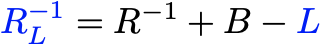 $R_L^{-1} = R^{-1} + B - L$